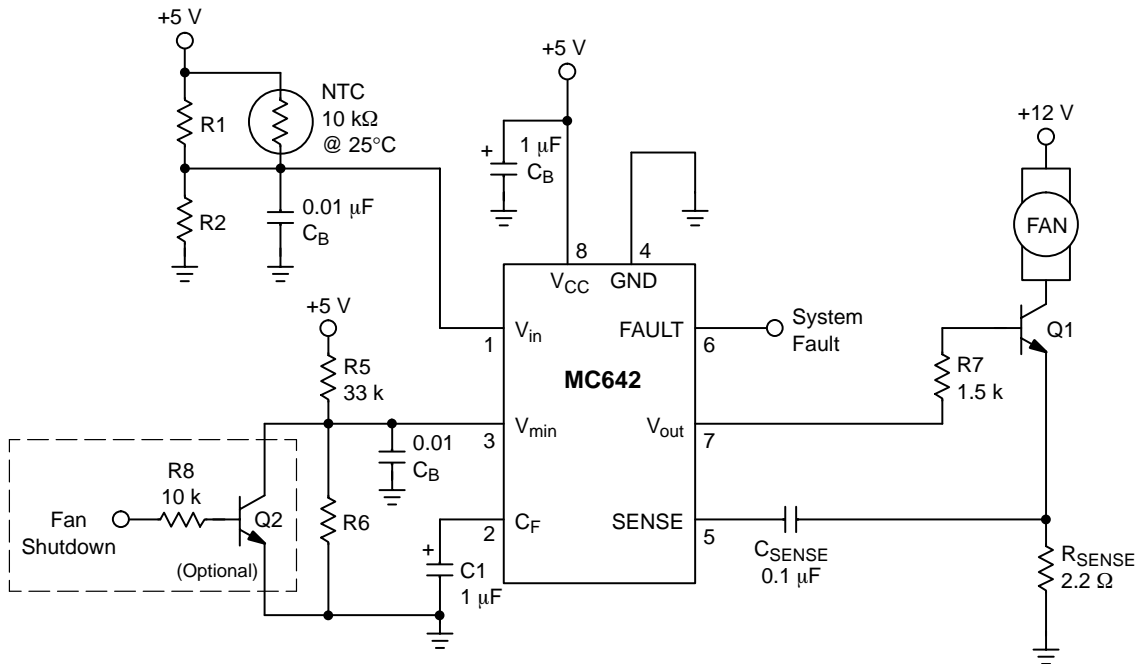 +5 V
R1
NTC
10 kΩ
@ 25°C
R2
0.01 μF
C_B
+5 V
+
1 μF
C_B
8
V_CC
4
GND
+12 V
FAN
Q1
+5 V
R5
33 k
1
V_in
FAULT
6
System
Fault
MC642
R7
1.5 k
3
V_min
V_out
7
0.01
C_B
R8
10 k
Fan
Shutdown
Q2
(Optional)
R6
+
C1
1 μF
2
C_F
SENSE
5
C_SENSE
0.1 μF
R_SENSE
2.2 Ω